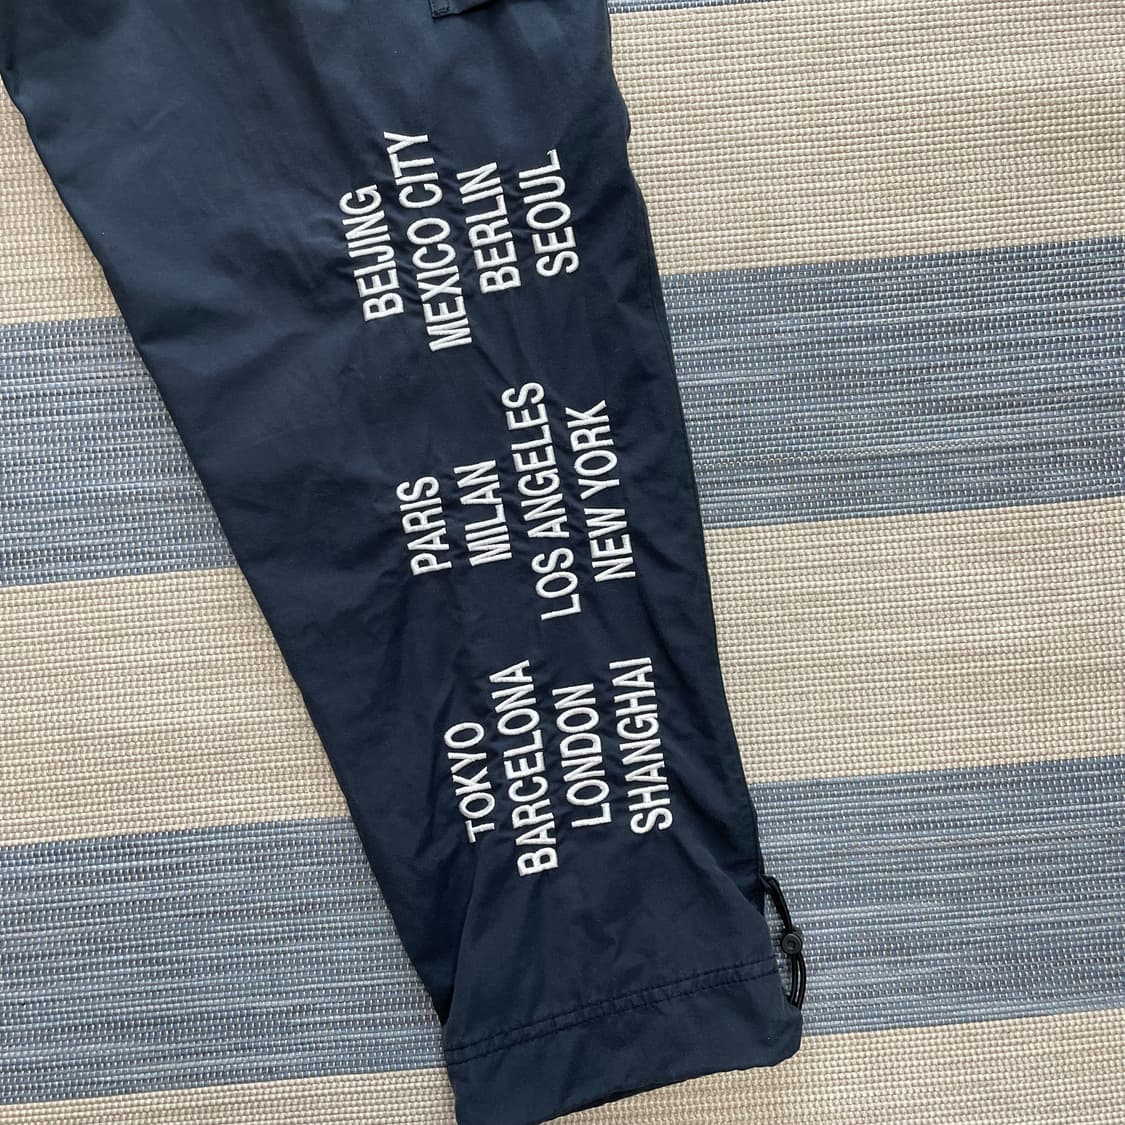 TOKYO
BARCELONA
LONDON
SHANGHAI
PARIS
MILAN
LOS ANGELES
NEW YORK
BEIJING
MEXICO CITY
BERLIN
SEOUL